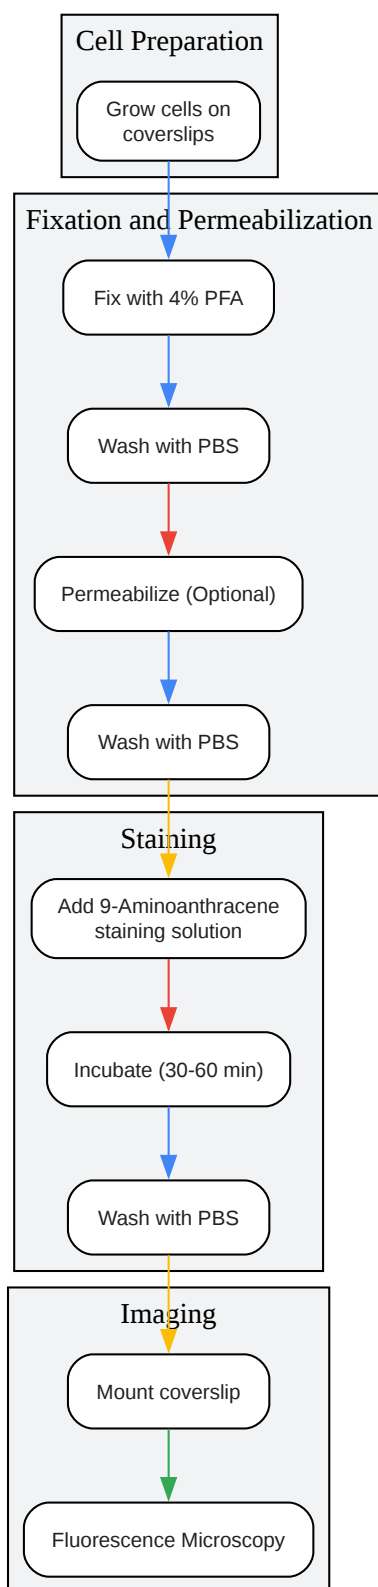 Cell Preparation
Grow cells on
coverslips
Fixation and Permeabilization
Fix with 4% PFA
Wash with PBS
Permeabilize (Optional)
Wash with PBS
Staining
Add 9-Aminoanthracene
staining solution
Incubate (30-60 min)
Wash with PBS
Imaging
Mount coverslip
Fluorescence Microscopy